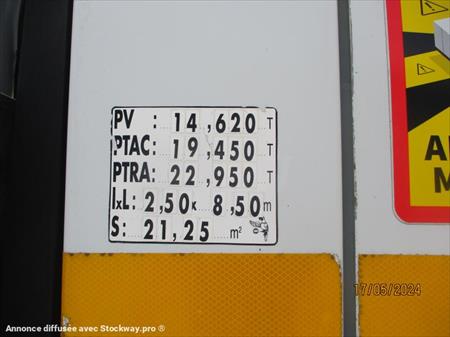 PV : 14,620 T
PTAC: 19,450 T
PTRA: 22,950 T
lxL: 2,50x 8,50m
S: 21,25 m²
17/05/2024
Annonce diffusée avec Stockway.pro ®